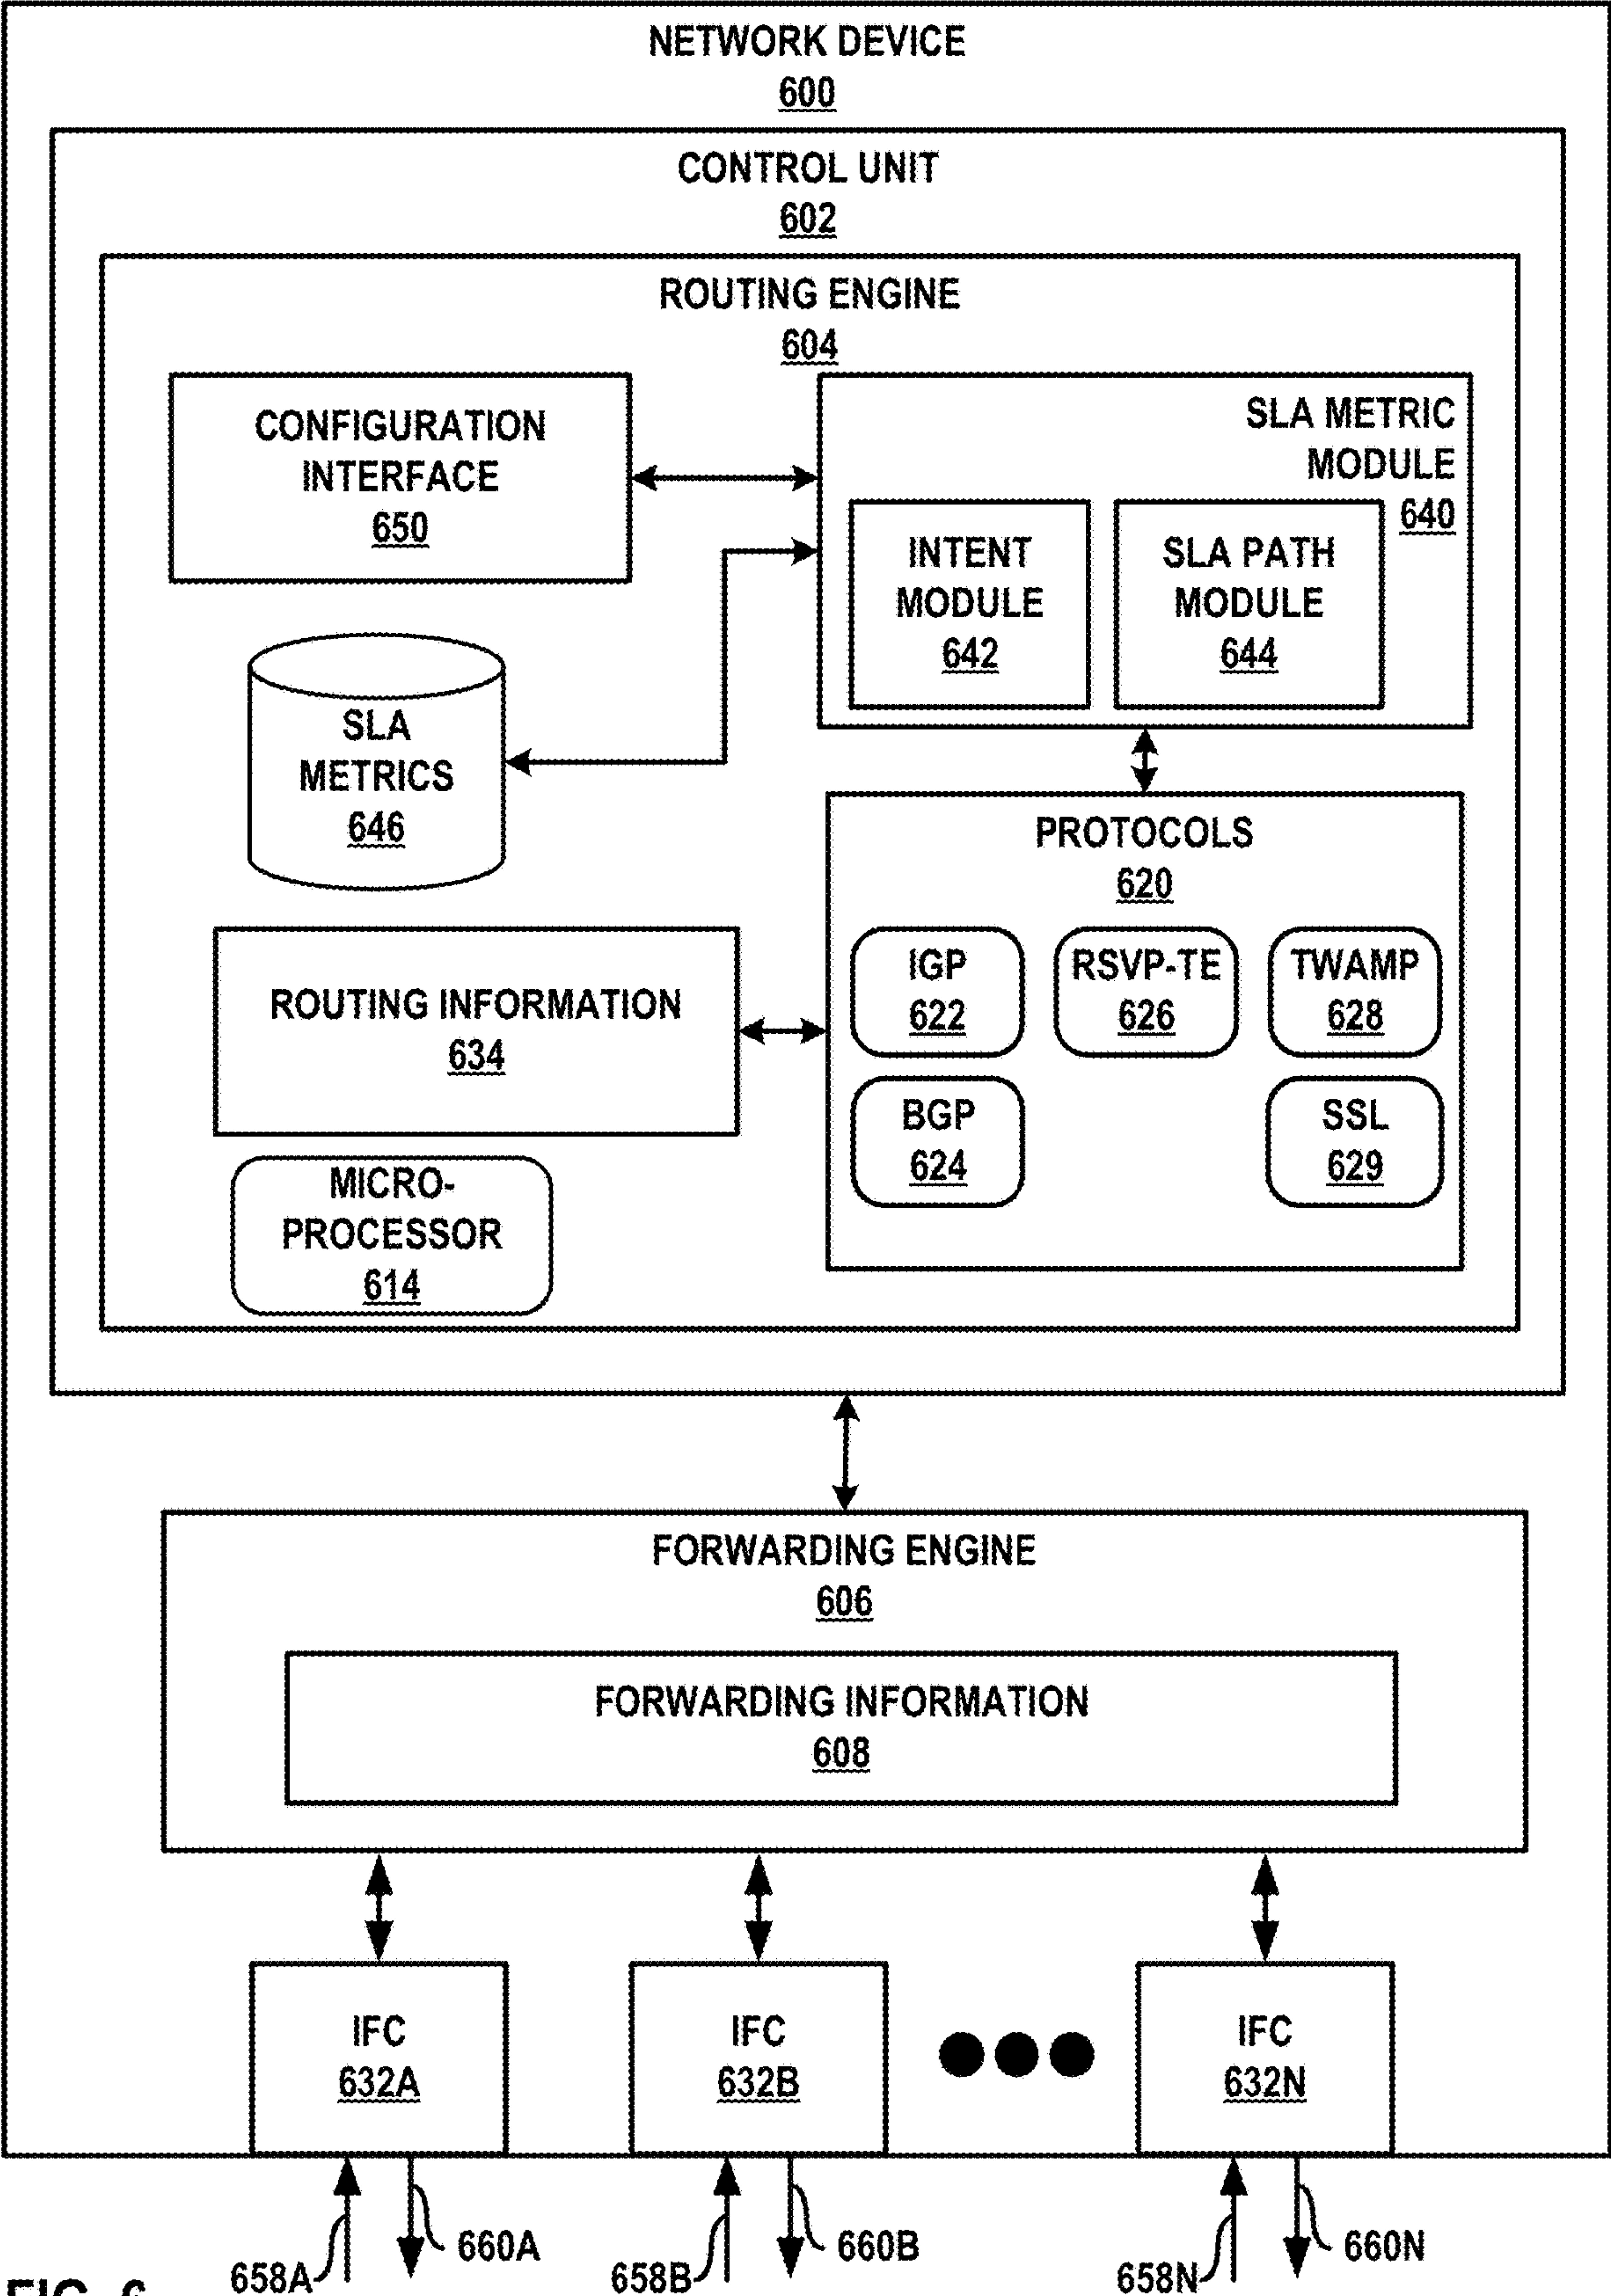 NETWORK DEVICE
600
CONTROL UNIT
602
ROUTING ENGINE
604
CONFIGURATION
INTERFACE
650
SLA METRIC
MODULE
640
INTENT
MODULE
642
SLA PATH
MODULE
644
SLA
METRICS
646
PROTOCOLS
620
IGP
622
RSVP-TE
626
TWAMP
628
BGP
624
SSL
629
ROUTING INFORMATION
634
MICRO-
PROCESSOR
614
FORWARDING ENGINE
606
FORWARDING INFORMATION
608
IFC
632A
IFC
632B
IFC
632N
658A
660A
658B
660B
658N
660N
FIG. 6